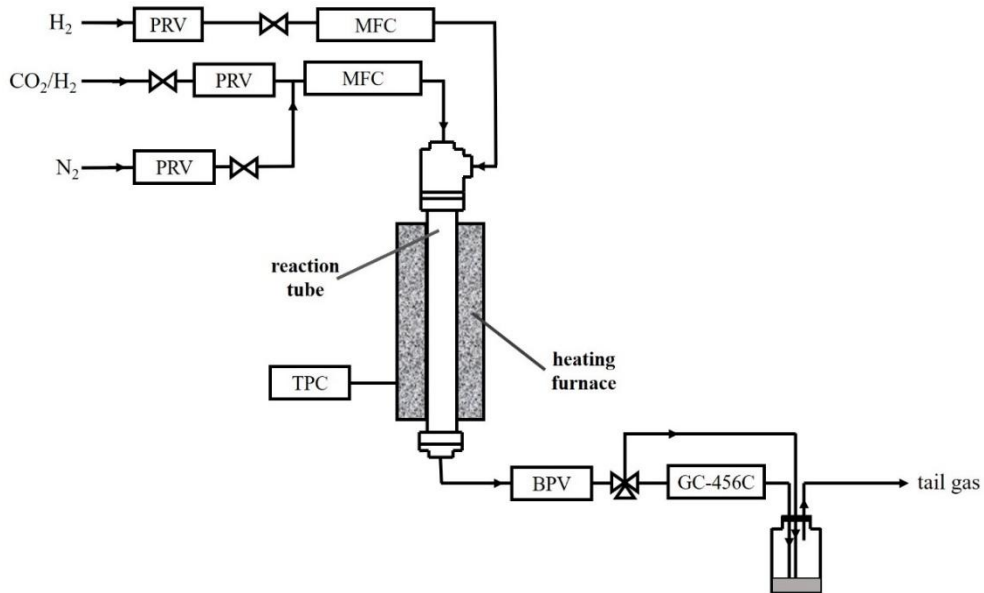 H₂
PRV
MFC
CO₂/H₂
PRV
MFC
N₂
PRV
reaction
tube
heating
furnace
TPC
BPV
GC-456C
tail gas